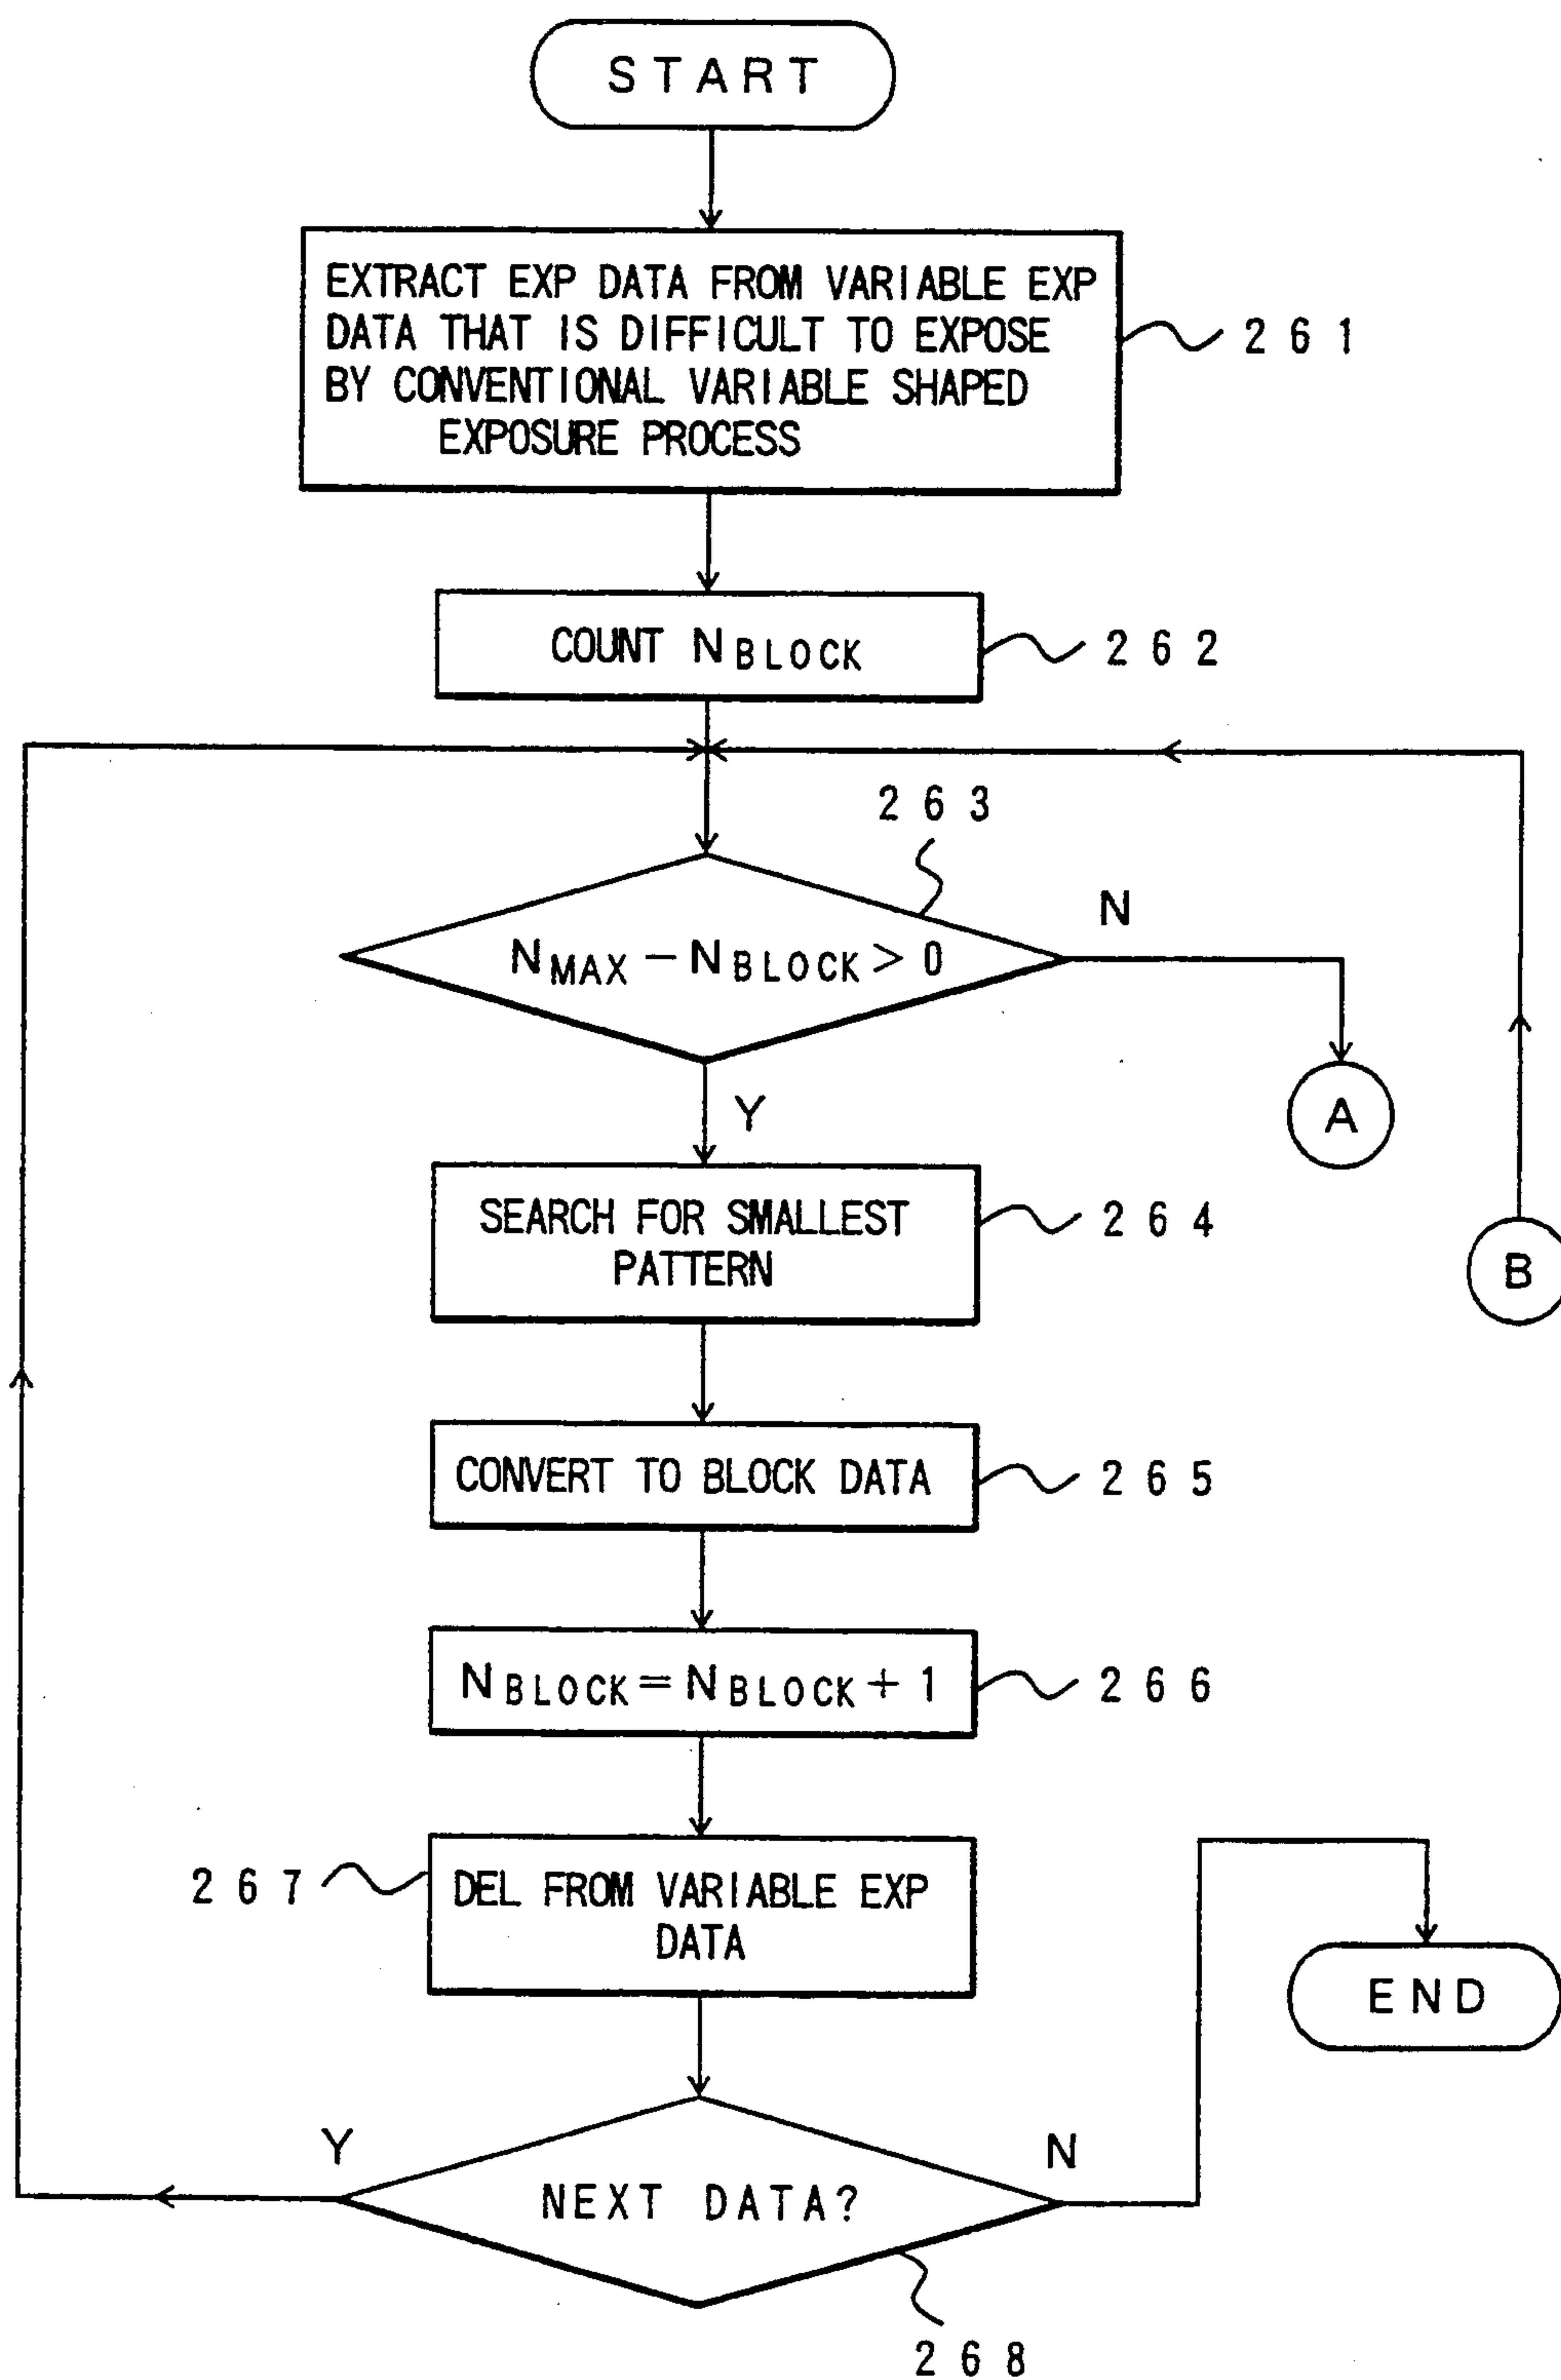 START
EXTRACT EXP DATA FROM VARIABLE EXP
DATA THAT IS DIFFICULT TO EXPOSE
BY CONVENTIONAL VARIABLE SHAPED
EXPOSURE PROCESS
261
COUNT NBLOCK
262
263
NMAX - NBLOCK > 0
N
A
Y
SEARCH FOR SMALLEST
PATTERN
264
B
CONVERT TO BLOCK DATA
265
NBLOCK = NBLOCK + 1
266
267
DEL FROM VARIABLE EXP
DATA
END
Y
NEXT DATA?
N
268